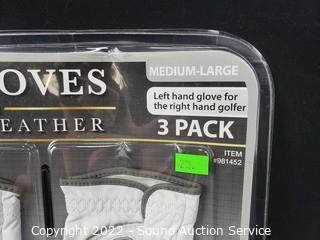 OVES
EATHER
MEDIUM-LARGE
Left hand glove for
the right hand golfer
3 PACK
ITEM
#981452
Copyright 2022 - Sound Auction Service